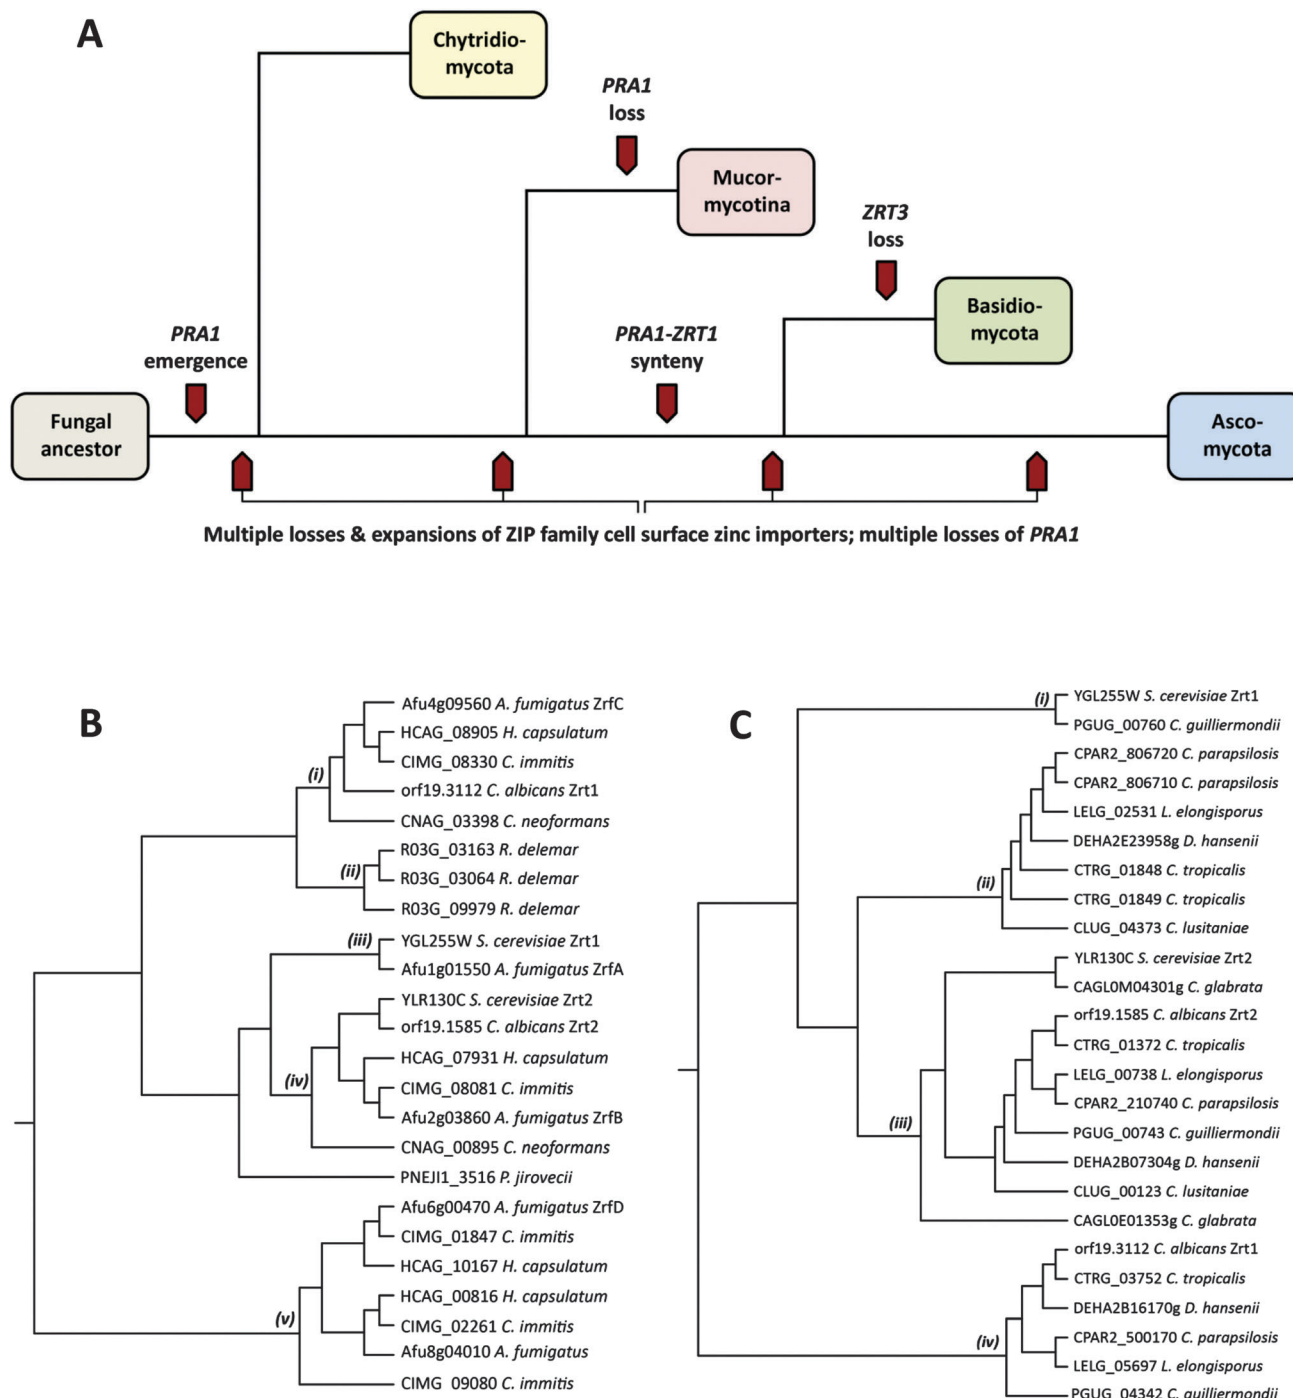 A
Chytridio-
mycota
PRA1
loss
Mucor-
mycotina
ZRT3
loss
Basidio-
mycota
PRA1
emergence
PRA1-ZRT1
synteny
Fungal
ancestor
Asco-
mycota
Multiple losses & expansions of ZIP family cell surface zinc importers; multiple losses of PRA1
B
Afu4g09560 A. fumigatus ZrfC
HCAG_08905 H. capsulatum
CIMG_08330 C. immitis
(i)
orf19.3112 C. albicans Zrt1
CNAG_03398 C. neoformans
R03G_03163 R. delemar
(ii)
R03G_03064 R. delemar
R03G_09979 R. delemar
(iii)
YGL255W S. cerevisiae Zrt1
Afu1g01550 A. fumigatus ZrfA
YLR130C S. cerevisiae Zrt2
orf19.1585 C. albicans Zrt2
HCAG_07931 H. capsulatum
(iv)
CIMG_08081 C. immitis
Afu2g03860 A. fumigatus ZrfB
CNAG_00895 C. neoformans
PNEJI1_3516 P. jirovecii
Afu6g00470 A. fumigatus ZrfD
CIMG_01847 C. immitis
HCAG_10167 H. capsulatum
HCAG_00816 H. capsulatum
(v)
CIMG_02261 C. immitis
Afu8g04010 A. fumigatus
CIMG_09080 C. immitis
C
(i)
YGL255W S. cerevisiae Zrt1
PGUG_00760 C. guilliermondii
CPAR2_806720 C. parapsilosis
CPAR2_806710 C. parapsilosis
LELG_02531 L. elongisporus
DEHA2E23958g D. hansenii
(ii)
CTRG_01848 C. tropicalis
CTRG_01849 C. tropicalis
CLUG_04373 C. lusitaniae
YLR130C S. cerevisiae Zrt2
CAGL0M04301g C. glabrata
orf19.1585 C. albicans Zrt2
CTRG_01372 C. tropicalis
LELG_00738 L. elongisporus
CPAR2_210740 C. parapsilosis
(iii)
PGUG_00743 C. guilliermondii
DEHA2B07304g D. hansenii
CLUG_00123 C. lusitaniae
CAGL0E01353g C. glabrata
orf19.3112 C. albicans Zrt1
CTRG_03752 C. tropicalis
DEHA2B16170g D. hansenii
(iv)
CPAR2_500170 C. parapsilosis
LELG_05697 L. elongisporus
PGUG_04342 C. guilliermondii